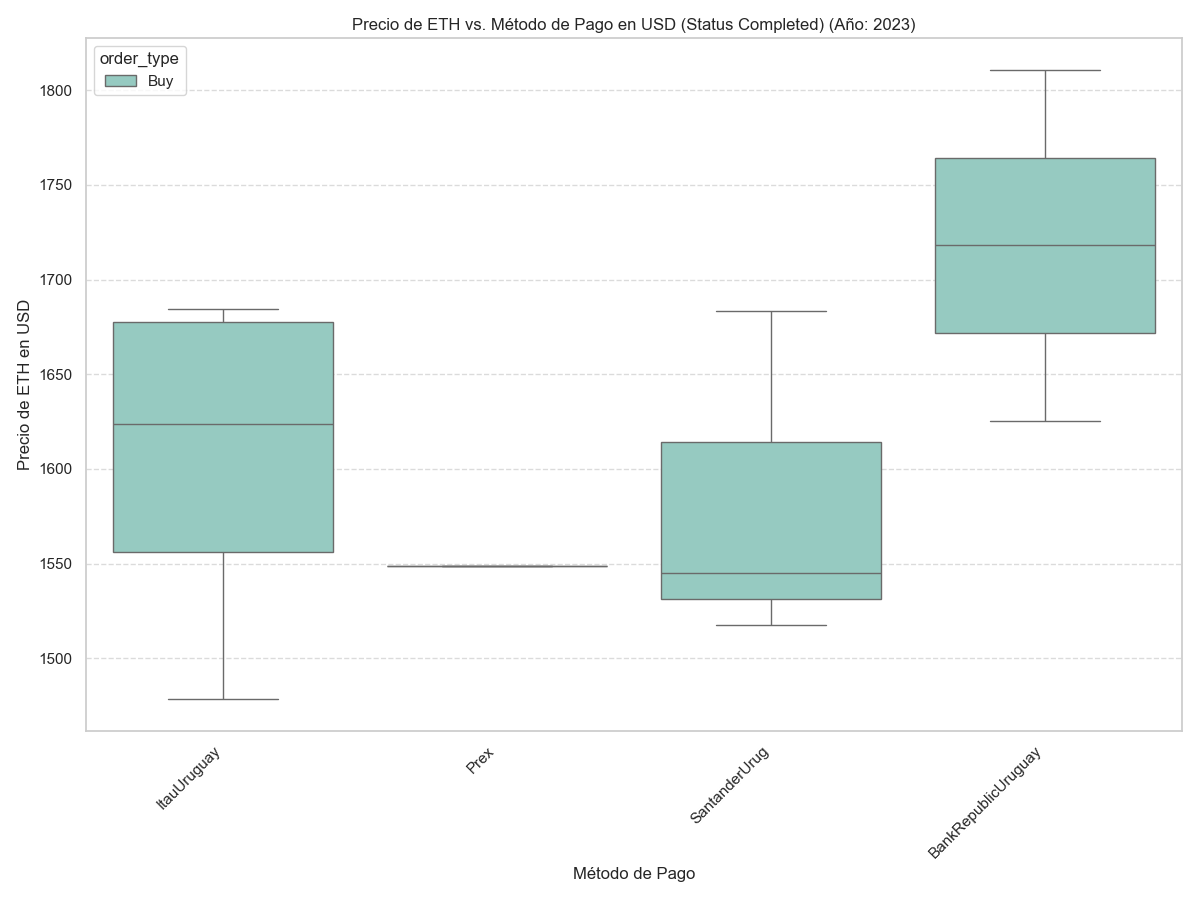 Precio de ETH vs. Método de Pago en USD (Status Completed) (Año: 2023)
order_type
Buy
1800
1750
1700
1650
1600
1550
1500
Precio de ETH en USD
ItauUruguay
Prex
SantanderUrug
BankRepublicUruguay
Método de Pago